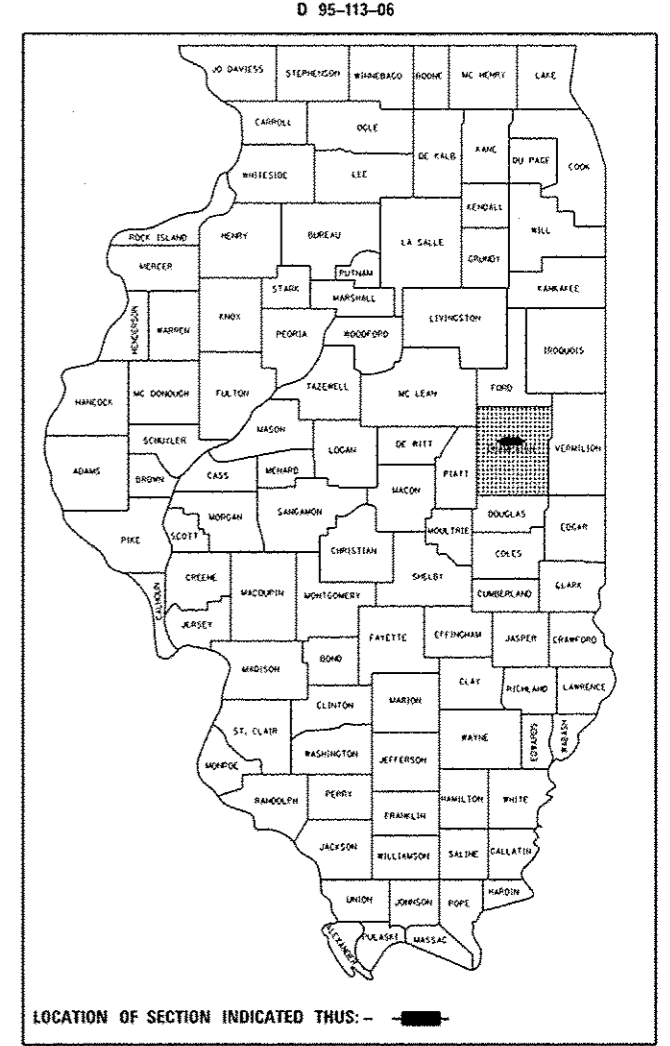 D 95-113-06
JO DAVIESS STEPHENSON WINNEBAGO BOONE MC HENRY LAKE
CARROLL OGLE DE KALB KANE DU PAGE COOK
WHITESIDE LEE KENDALL WILL
ROCK ISLAND HENRY BUREAU LA SALLE GRUNDY
MERCER PUTNAM KANKAKEE
STARK MARSHALL
HENDERSON WARREN KNOX PEORIA WOODFORD LIVINGSTON IROQUOIS
HANCOCK MC DONOUGH FULTON TAZEWELL MC LEAN FORD
SCHUYLER MASON LOGAN DE WITT VERMILION
ADAMS BROWN CASS MENARD MACON PIATT
PIKE SCOTT MORGAN SANGAMON MOULTRIE DOUGLAS EDGAR
CHRISTIAN COLES
CALHOUN GREENE MACOUPIN MONTGOMERY SHELBY CUMBERLAND CLARK
JERSEY FAYETTE EFFINGHAM JASPER CRAWFORD
MADISON BOND CLAY RICHLAND LAWRENCE
CLINTON MARION
ST. CLAIR WAYNE EDWARDS WABASH
MONROE WASHINGTON JEFFERSON
RANDOLPH PERRY HAMILTON WHITE
FRANKLIN
JACKSON WILLIAMSON SALINE GALLATIN
UNION JOHNSON POPE HARDIN
ALEXANDER PULASKI MASSAC
LOCATION OF SECTION INDICATED THUS: -